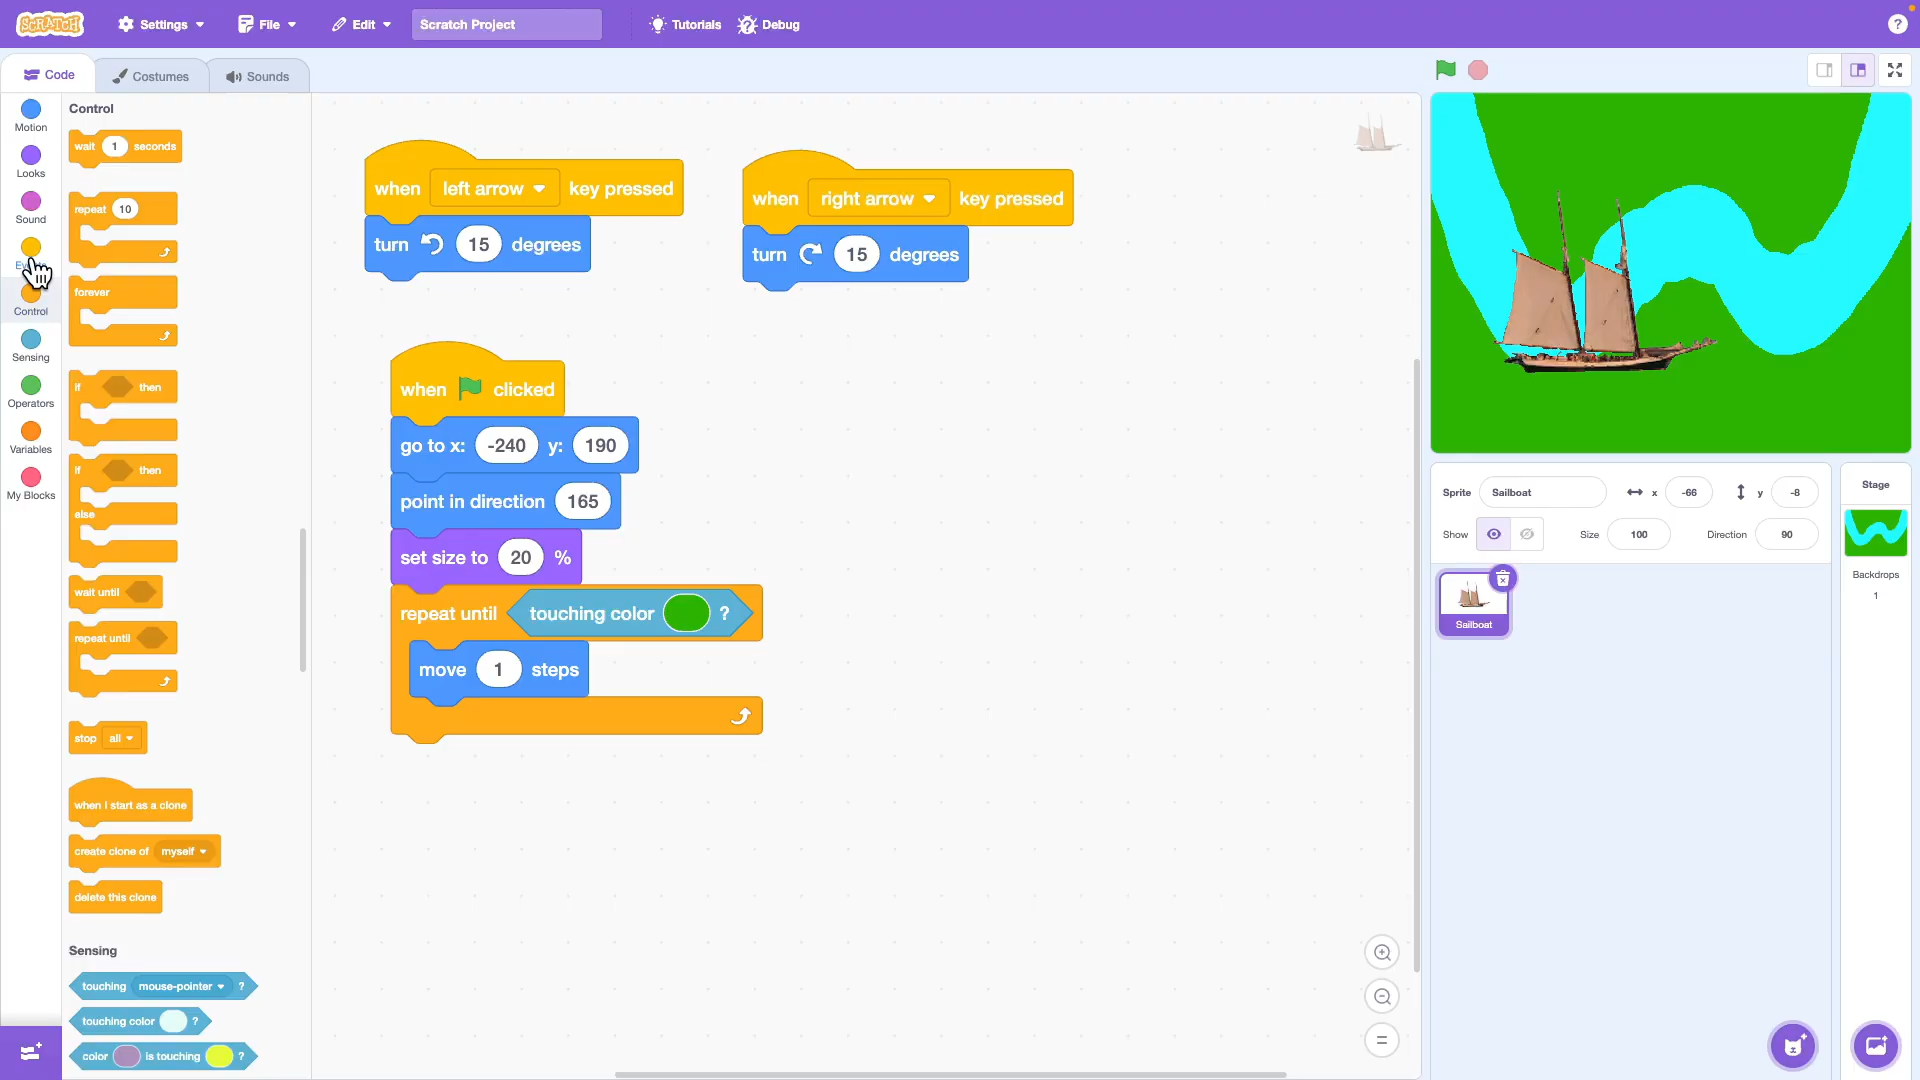 SCRATCH
Settings
File
Edit
Scratch Project
Tutorials
Debug
?
Code
Costumes
Sounds
Motion
Looks
Sound
Control
Sensing
Operators
Variables
My Blocks
Control
wait 1 seconds
repeat 10
forever
if then
if then
else
wait until
repeat until
stop all
when I start as a clone
create clone of myself
delete this clone
Sensing
touching mouse-pointer ?
touching color ?
color is touching ?
when left arrow key pressed
turn 15 degrees
when right arrow key pressed
turn 15 degrees
when clicked
go to x: -240 y: 190
point in direction 165
set size to 20 %
repeat until touching color ?
move 1 steps
Sprite Sailboat x -66 y -8
Show Size 100 Direction 90
Sailboat
Stage
Backdrops
1